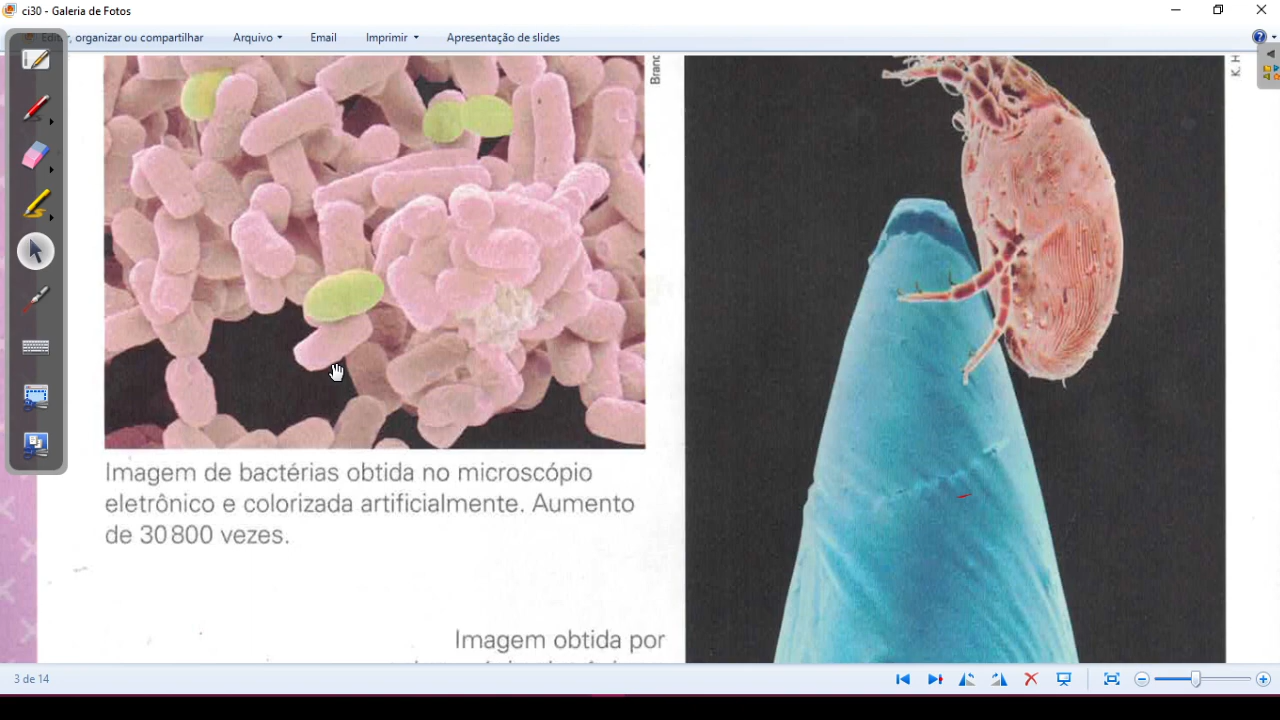 ci30 - Galeria de Fotos
organizar ou compartilhar
Arquivo
Email
Imprimir
Apresentação de slides
Imagem de bactérias obtida no microscópio
eletrônico e colorizada artificialmente. Aumento
de 30 800 vezes.
Imagem obtida por
3 de 14